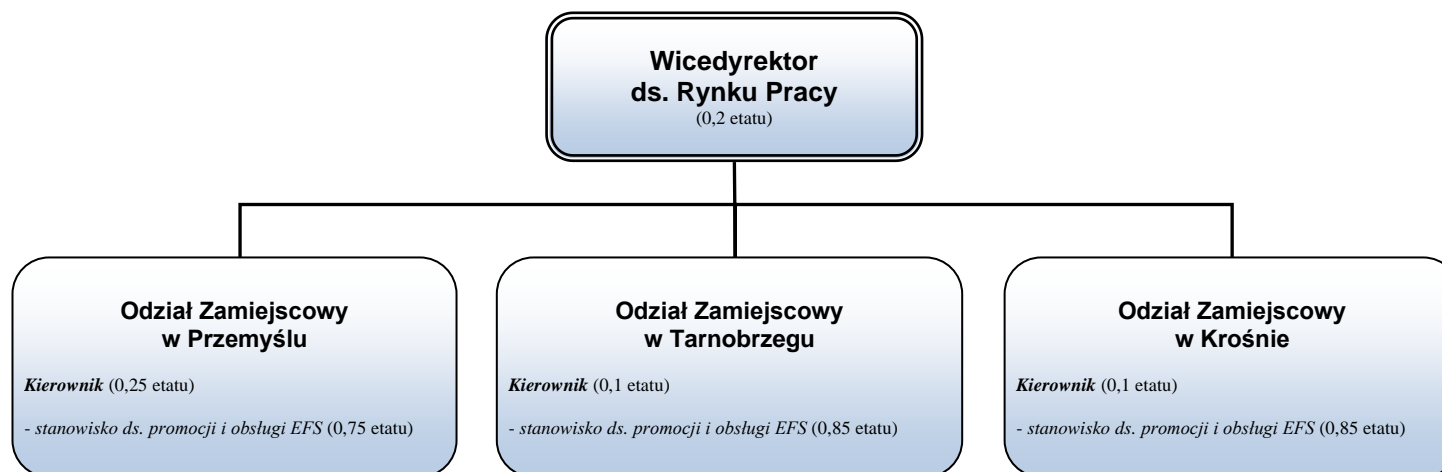 Wicedyrektor
ds. Rynku Pracy
(0,2 etatu)
Odział Zamiejscowy
w Przemyślu
Kierownik (0,25 etatu)
- stanowisko ds. promocji i obsługi EFS (0,75 etatu)
Odział Zamiejscowy
w Tarnobrzegu
Kierownik (0,1 etatu)
- stanowisko ds. promocji i obsługi EFS (0,85 etatu)
Odział Zamiejscowy
w Krośnie
Kierownik (0,1 etatu)
- stanowisko ds. promocji i obsługi EFS (0,85 etatu)